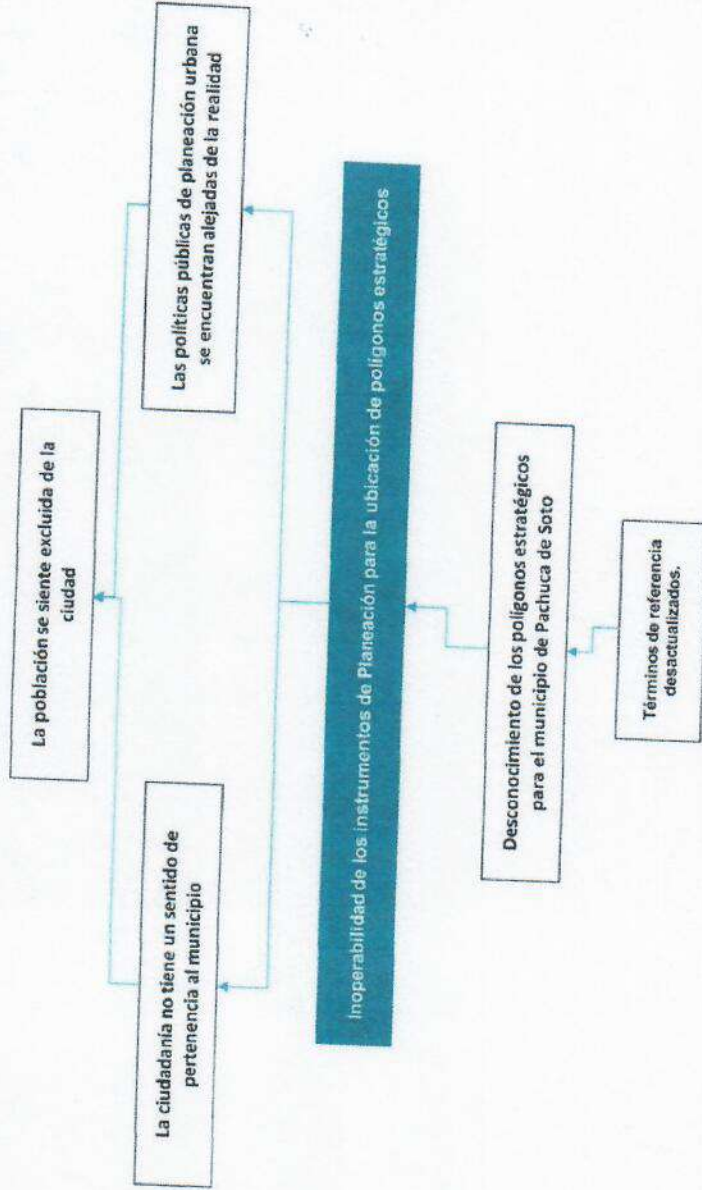 La población se siente excluida de la
ciudad
La ciudadanía no tiene un sentido de
pertenencia al municipio
Las políticas públicas de planeación urbana
se encuentran alejadas de la realidad
Inoperabilidad de los instrumentos de Planeación para la ubicación de polígonos estratégicos
Desconocimiento de los polígonos estratégicos
para el municipio de Pachuca de Soto
Términos de referencia
desactualizados.